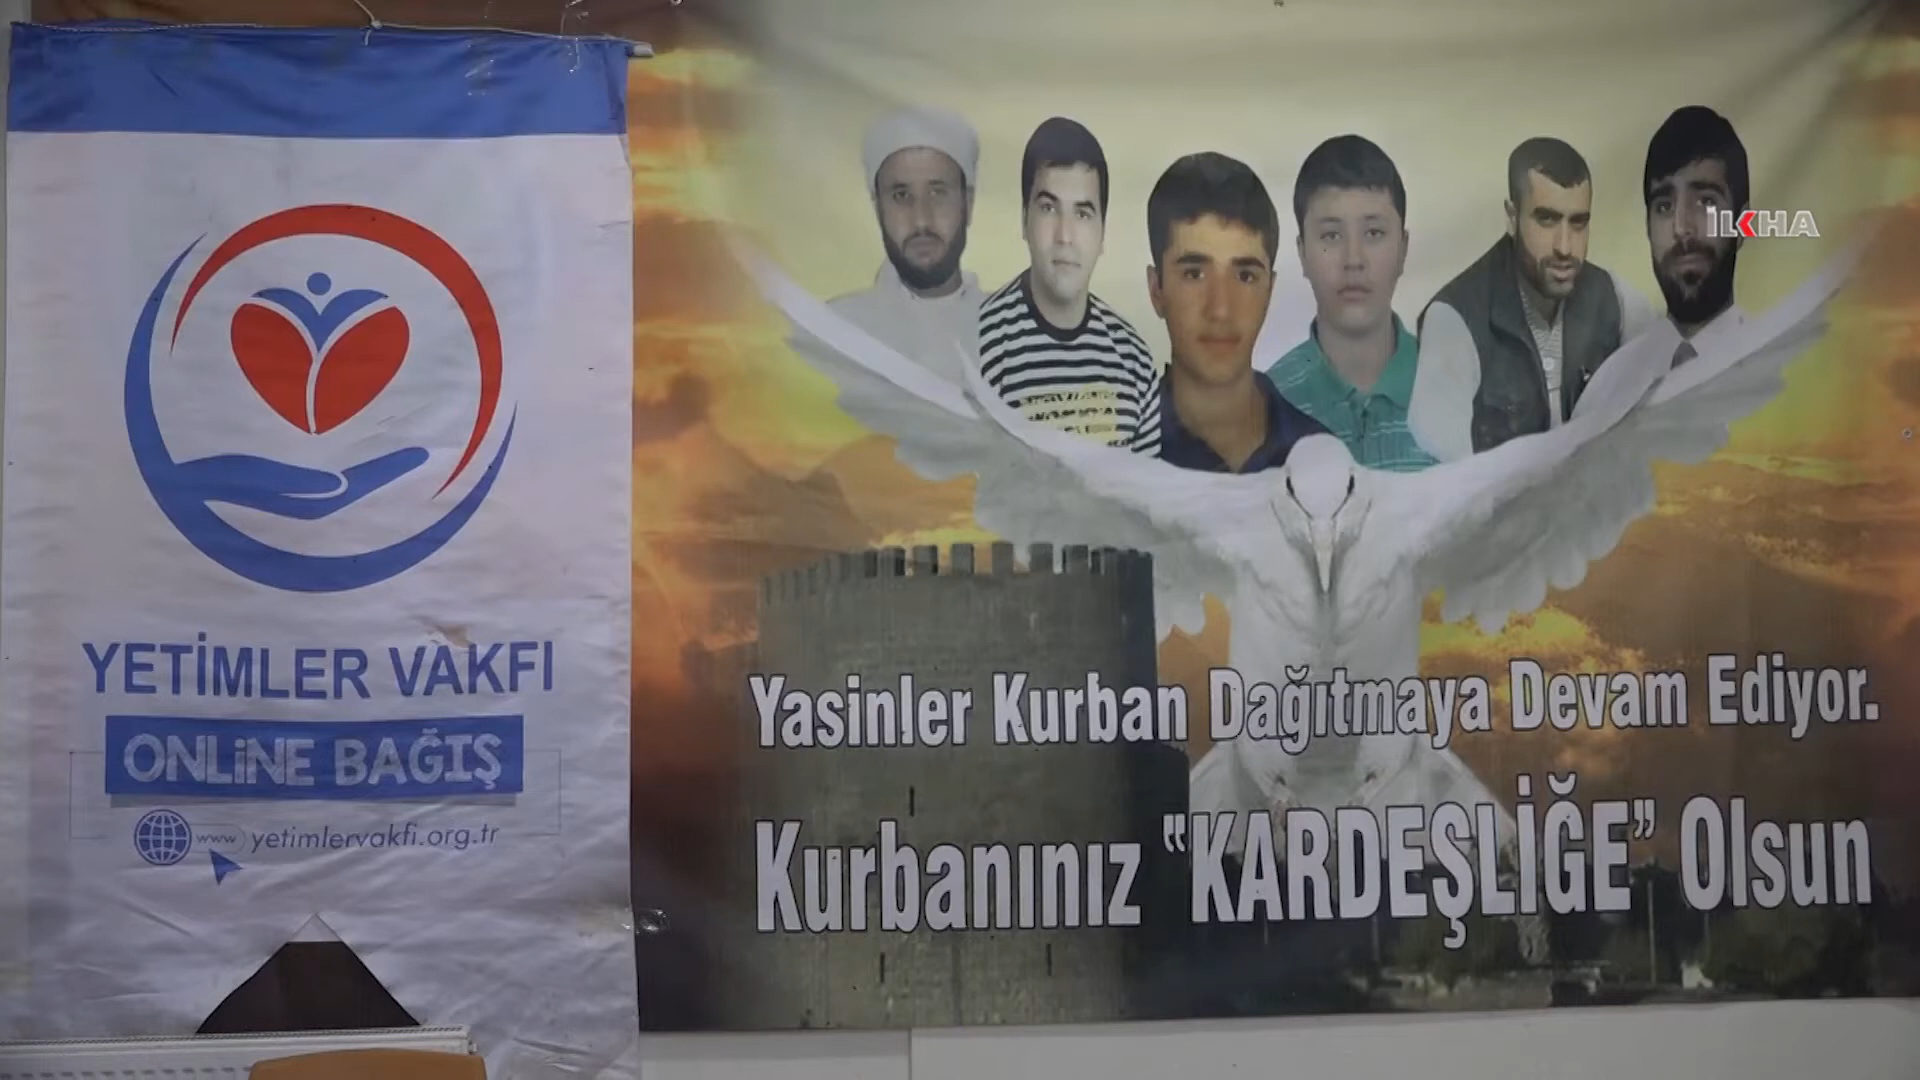 YETİMLER VAKFI
ONLİNE BAĞIŞ
www yetimlervakfi.org.tr
İLKHA
Yasinler Kurban Dağıtmaya Devam Ediyor.
Kurbanınız "KARDEŞLİĞE" Olsun